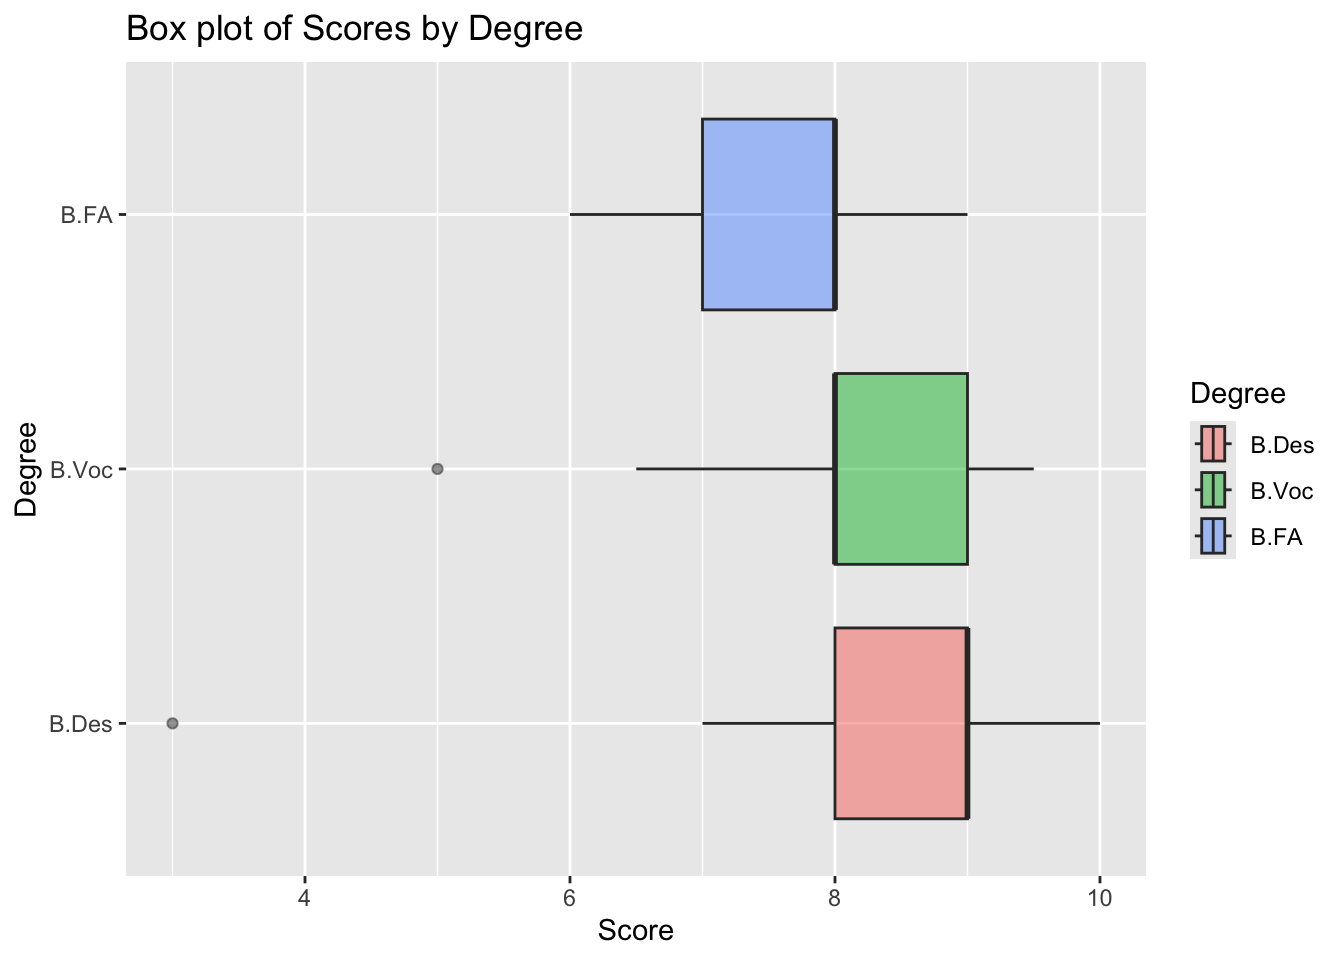 Box plot of Scores by Degree
B.FA
B.Voc
B.Des
Degree
4 6 8 10
Score
Degree
B.Des
B.Voc
B.FA